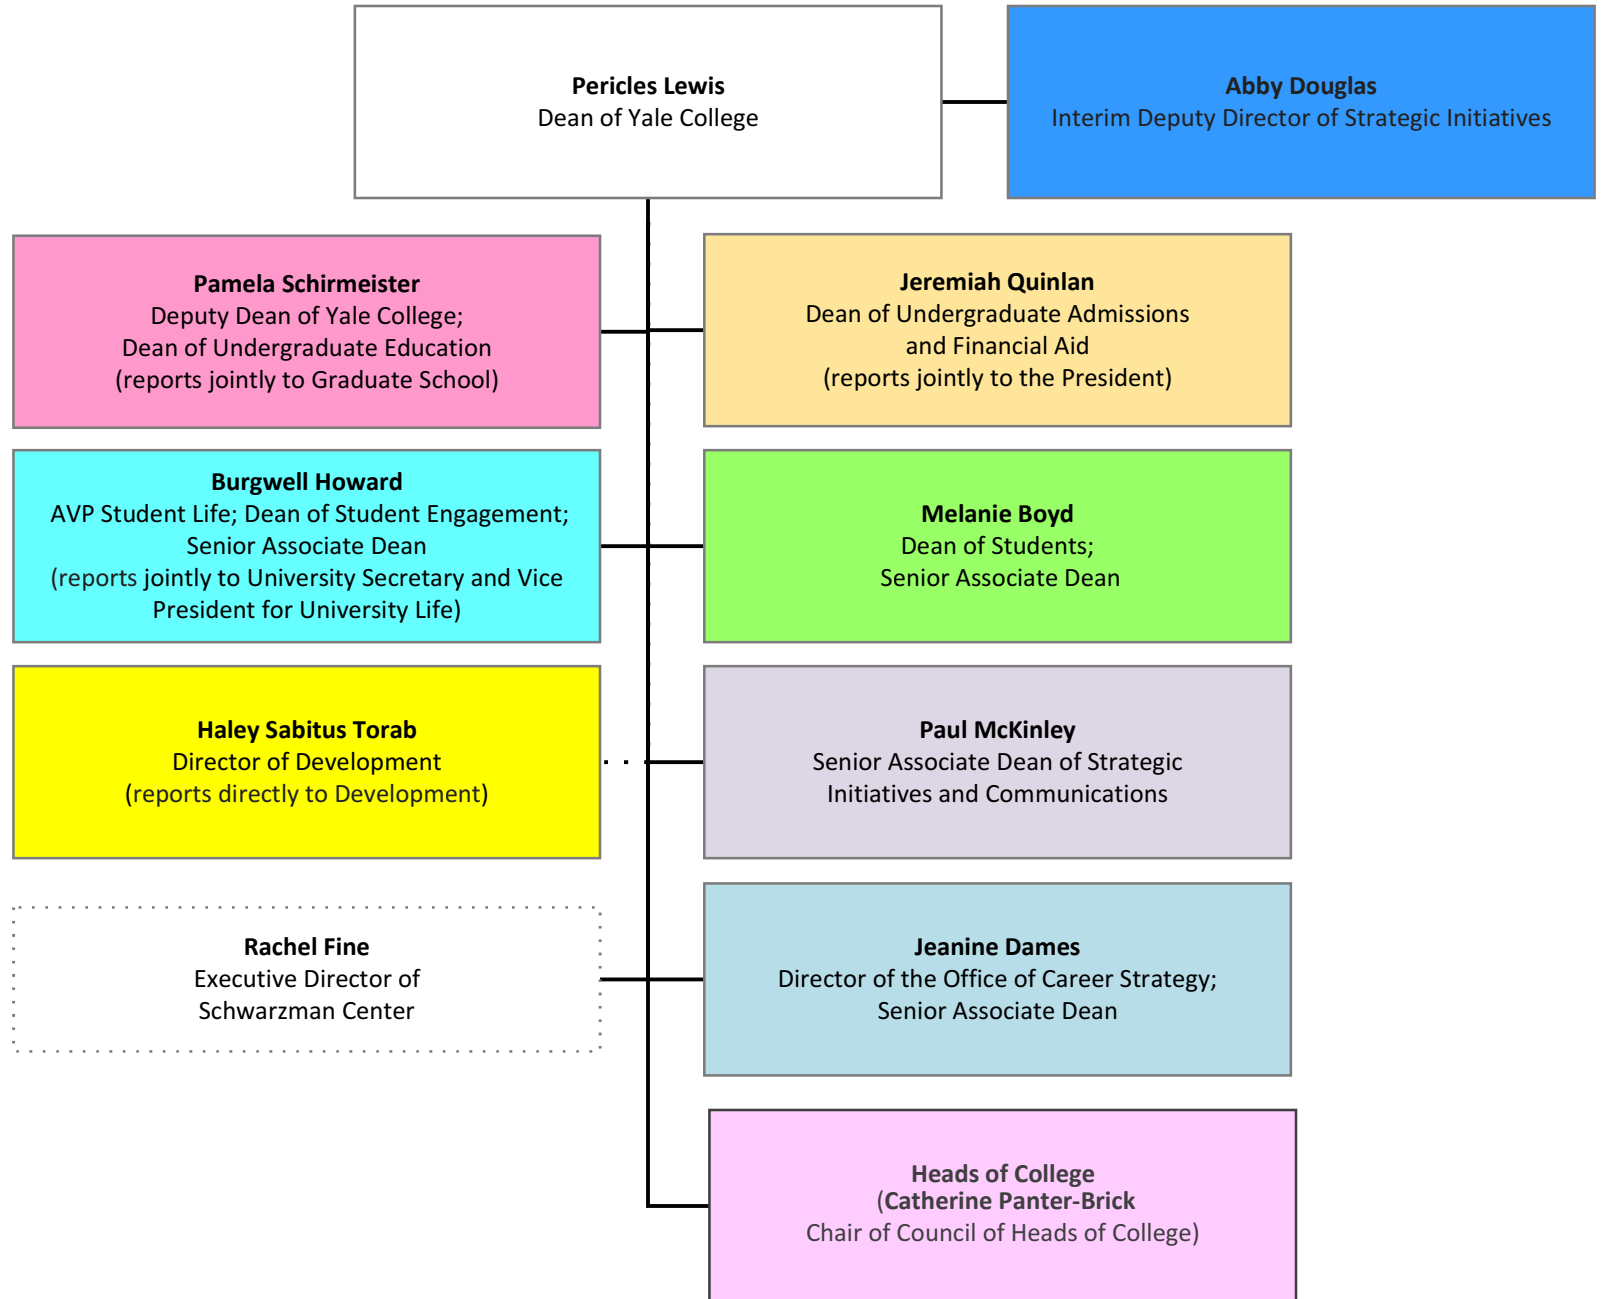 Pericles Lewis
Dean of Yale College
Abby Douglas
Interim Deputy Director of Strategic Initiatives
Pamela Schirmeister
Deputy Dean of Yale College;
Dean of Undergraduate Education
(reports jointly to Graduate School)
Jeremiah Quinlan
Dean of Undergraduate Admissions
and Financial Aid
(reports jointly to the President)
Burgwell Howard
AVP Student Life; Dean of Student Engagement;
Senior Associate Dean
(reports jointly to University Secretary and Vice
President for University Life)
Melanie Boyd
Dean of Students;
Senior Associate Dean
Haley Sabitus Torab
Director of Development
(reports directly to Development)
Paul McKinley
Senior Associate Dean of Strategic
Initiatives and Communications
Rachel Fine
Executive Director of
Schwarzman Center
Jeanine Dames
Director of the Office of Career Strategy;
Senior Associate Dean
Heads of College
(Catherine Panter-Brick
Chair of Council of Heads of College)